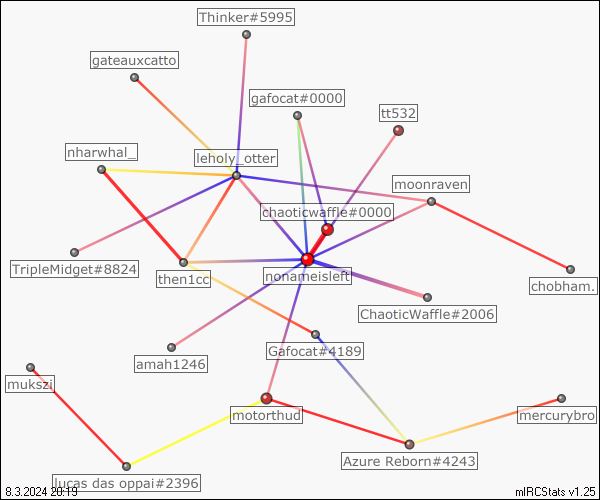 Thinker#5995
gateauxcatto
gafocat#0000
tt532
nharwhal_
leholy_otter
moonraven
chaoticwaffle#0000
TripleMidget#8824
then1cc
nonameisleft
chobham.
ChaoticWaffle#2006
Gafocat#4189
amah1246
mukszi
motorthud
mercurybro
Azure Reborn#4243
lucas das oppai#2396
8.3.2024 20:19
mIRCStats v1.25